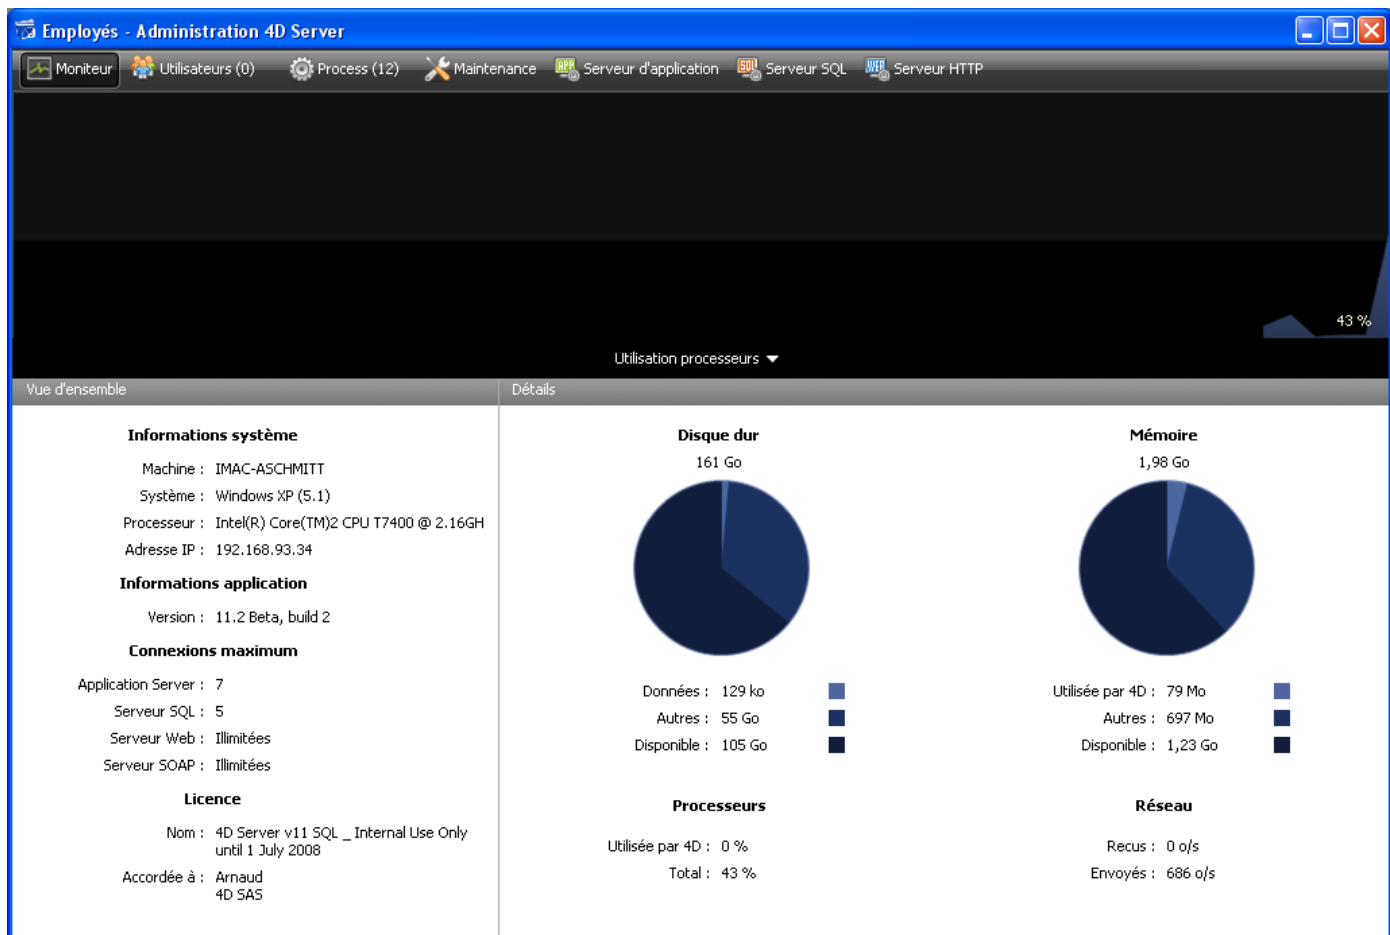 Employés - Administration 4D Server
Moniteur Utilisateurs (0) Process (12) Maintenance APP Serveur d'application SQL Serveur SQL WEB Serveur HTTP
43 %
Utilisation processeurs
Vue d'ensemble
Informations système
Machine : IMAC-ASCHMITT
Système : Windows XP (5.1)
Processeur : Intel(R) Core(TM)2 CPU T7400 @ 2.16GH
Adresse IP : 192.168.93.34
Informations application
Version : 11.2 Beta, build 2
Connexions maximum
Application Server : 7
Serveur SQL : 5
Serveur Web : Illimitées
Serveur SOAP : Illimitées
Licence
Nom : 4D Server v11 SQL _ Internal Use Only
until 1 July 2008
Accordée à : Arnaud
4D SAS
Détails
Disque dur
161 Go
Données : 129 ko
Autres : 55 Go
Disponible : 105 Go
Mémoire
1,98 Go
Utilisée par 4D : 79 Mo
Autres : 697 Mo
Disponible : 1,23 Go
Processeurs
Utilisée par 4D : 0 %
Total : 43 %
Réseau
Recus : 0 o/s
Envoyés : 686 o/s